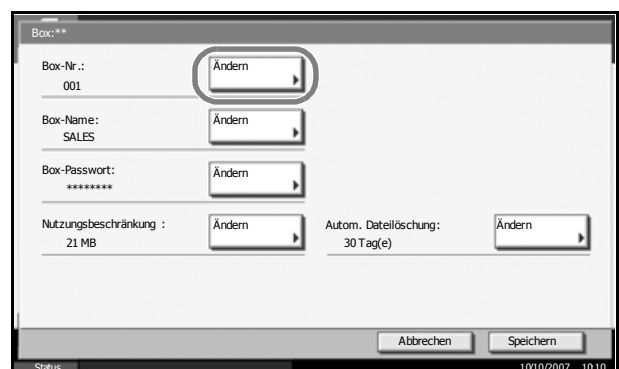 Box:**
Box-Nr.: Ändern
001
Box-Name: Ändern
SALES
Box-Passwort: Ändern
********
Nutzungsbeschränkung : Ändern Autom. Dateilöschung: Ändern
21 MB 30 Tag(e)
Abbrechen Speichern
Status 10/10/2007 10:10